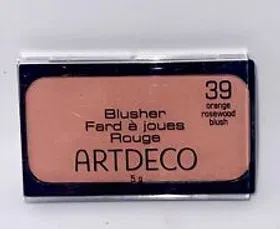 39
orange
rosewood
blush
Blusher
Fard à joues
Rouge
ARTDECO
5 g